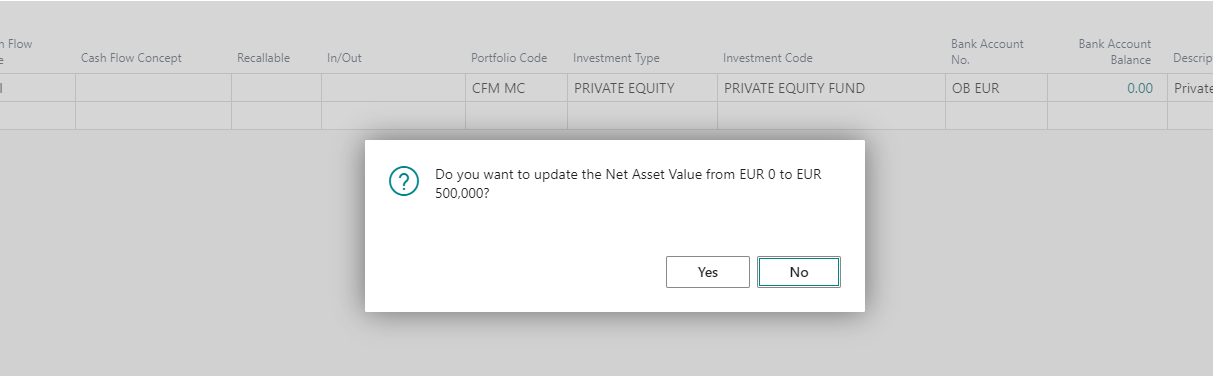 Flow
Bank Account
Bank Account
Cash Flow Concept
Recallable
In/Out
Portfolio Code
Investment Type
Investment Code
No.
Balance
CFM MC
PRIVATE EQUITY
PRIVATE EQUITY FUND
OB EUR
0.00
Private
Do you want to update the Net Asset Value from EUR 0 to EUR
500,000?
Yes
No